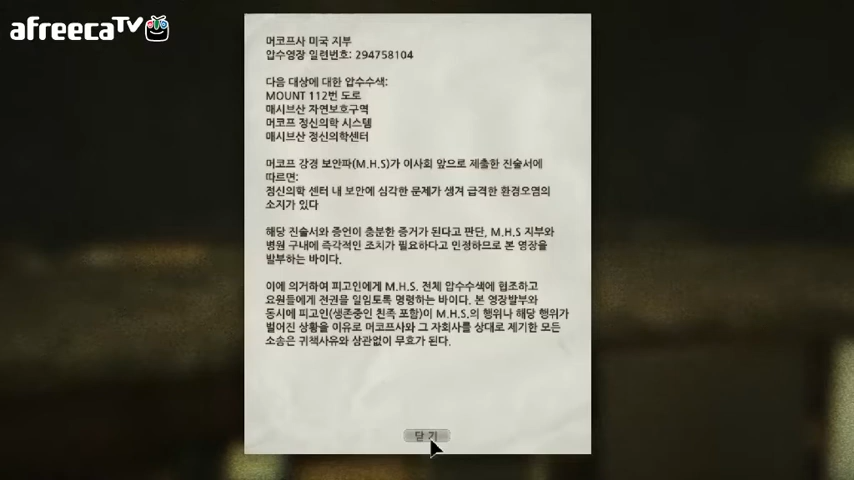 afreecaTV
머코프사 미국 지부
압수영장 일련번호: 294758104
다음 대상에 대한 압수수색:
MOUNT 112번 도로
매시브산 자연보호구역
머코프 정신의학 시스템
매시브산 정신의학센터
머코프 강경 보안파(M.H.S)가 이사회 앞으로 제출한 진술서에
따르면:
정신의학 센터 내 보안에 심각한 문제가 생겨 급격한 환경오염의
소지가 있다
해당 진술서와 증언이 충분한 증거가 된다고 판단, M.H.S 지부와
병원 구내에 즉각적인 조치가 필요하다고 인정하므로 본 영장을
발부하는 바이다.
이에 의거하여 피고인에게 M.H.S. 전체 압수수색에 협조하고
요원들에게 전권을 일임토록 명령하는 바이다. 본 영장발부와
동시에 피고인(생존중인 친족 포함)이 M.H.S.의 행위나 해당 행위가
벌어진 상황을 이유로 머코프사와 그 자회사를 상대로 제기한 모든
소송은 귀책사유와 상관없이 무효가 된다.
닫기